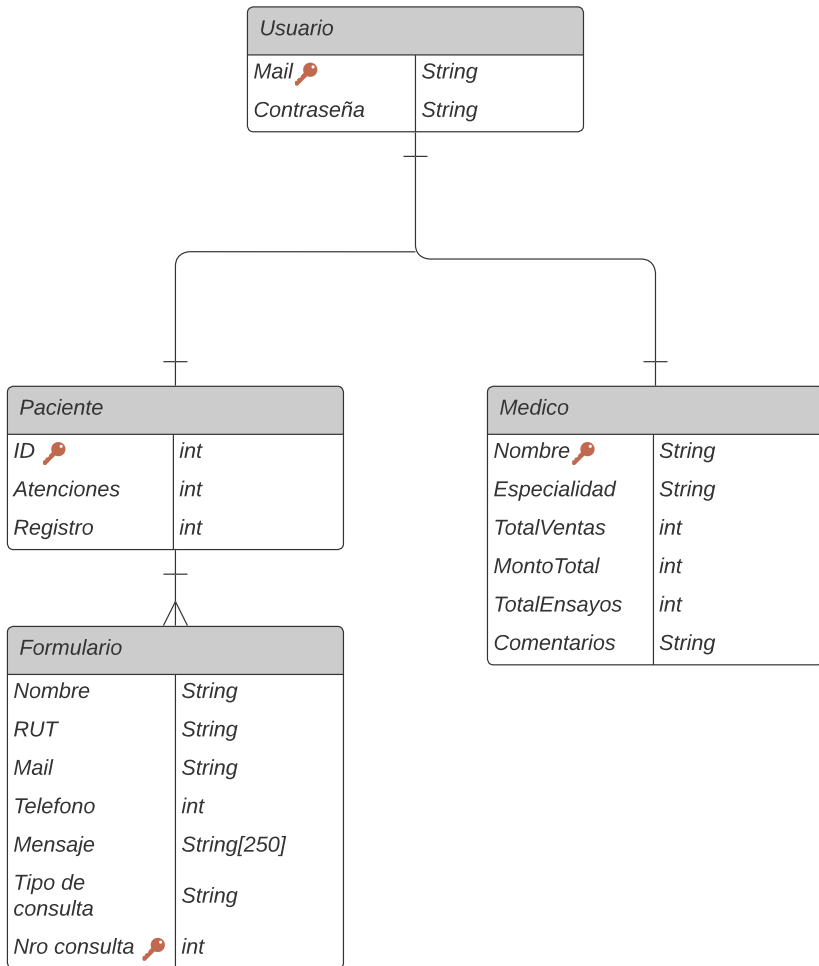 Usuario
Mail String
Contraseña String
Paciente
ID int
Atenciones int
Registro int
Medico
Nombre String
Especialidad String
TotalVentas int
MontoTotal int
TotalEnsayos int
Comentarios String
Formulario
Nombre String
RUT String
Mail String
Telefono int
Mensaje String[250]
Tipo de
consulta String
Nro consulta int